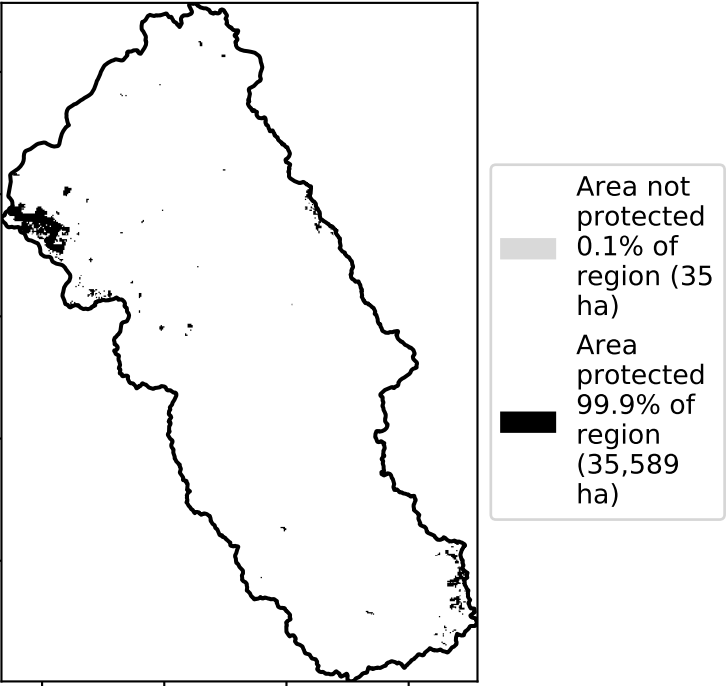 Area not
protected
0.1% of
region (35
ha)
Area
protected
99.9% of
region
(35,589
ha)